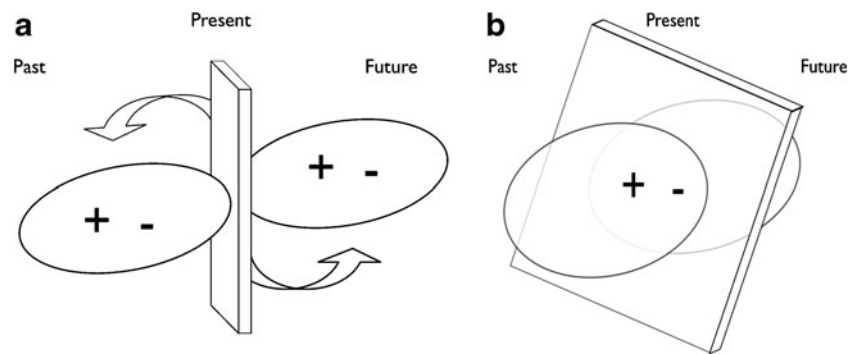 a
Present
Past
Future
+ -
+ -
b
Present
Past
Future
+ -